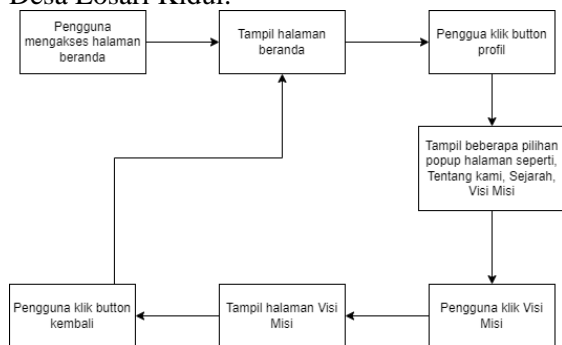 Desa Losari Kidul.
Pengguna
mengakses halaman
beranda
Tampil halaman
beranda
Penggua klik button
profil
Tampil beberapa pilihan
popup halaman seperti,
Tentang kami, Sejarah,
Visi Misi
Pengguna klik Visi
Misi
Tampil halaman Visi
Misi
Pengguna klik button
kembali